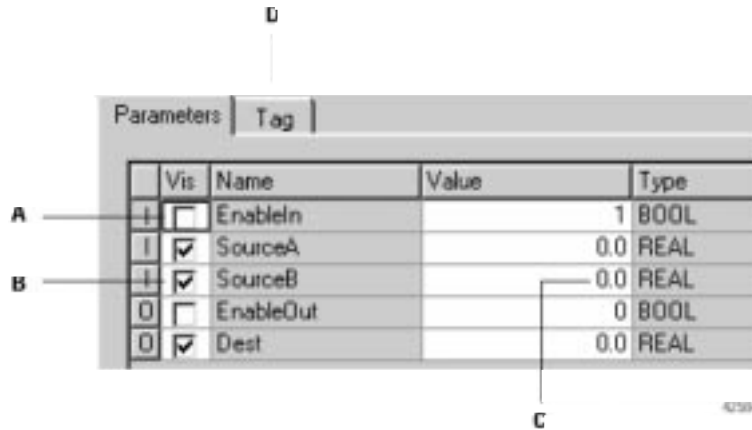 D
Parameters Tag
Vis Name Value Type
A I EnableIn 1 BOOL
I SourceA 0.0 REAL
B I SourceB 0.0 REAL
O EnableOut 0 BOOL
O Dest 0.0 REAL
C